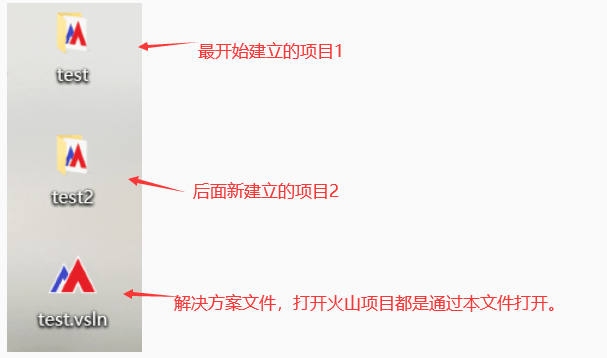 最开始建立的项目1
test
后面新建立的项目2
test2
解决方案文件，打开火山项目都是通过本文件打开。
test.vsln